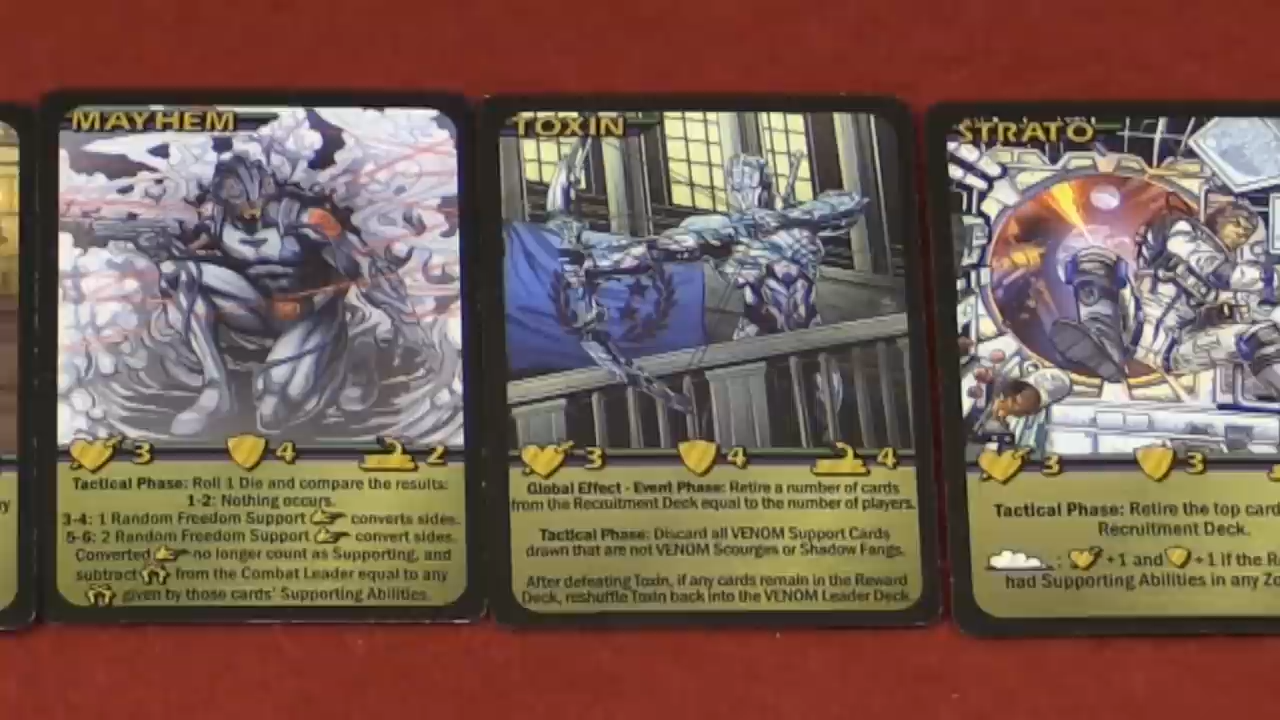 MAYHEM
3
4
2
Tactical Phase: Roll 1 Die and compare the results:
1-2: Nothing occurs.
3-4: 1 Random Freedom Support converts sides.
5-6: 2 Random Freedom Support convert sides.
Converted no longer count as Supporting, and
subtract from the Combat Leader equal to any
given by those cards' Supporting Abilities.
TOXIN
3
4
4
Global Effect - Event Phase: Retire a number of cards
from the Recruitment Deck equal to the number of players.
Tactical Phase: Discard all VENOM Support Cards
drawn that are not VENOM Scourges or Shadow Fangs.
After defeating Toxin, if any cards remain in the Reward
Deck, reshuffle Toxin back into the VENOM Leader Deck.
STRATO
3
3
Tactical Phase: Retire the top card
Recruitment Deck.
: +1 and +1 if the
had Supporting Abilities in any